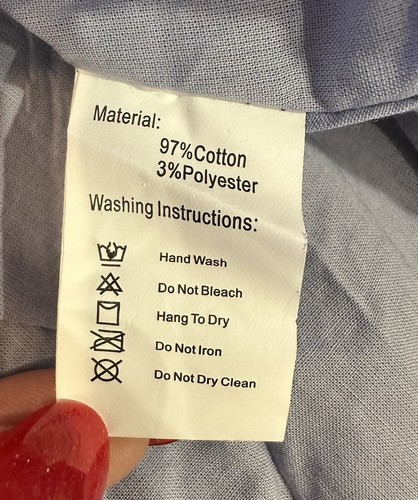 Material:
97%Cotton
3%Polyester
Washing Instructions:
Hand Wash
Do Not Bleach
Hang To Dry
Do Not Iron
Do Not Dry Clean